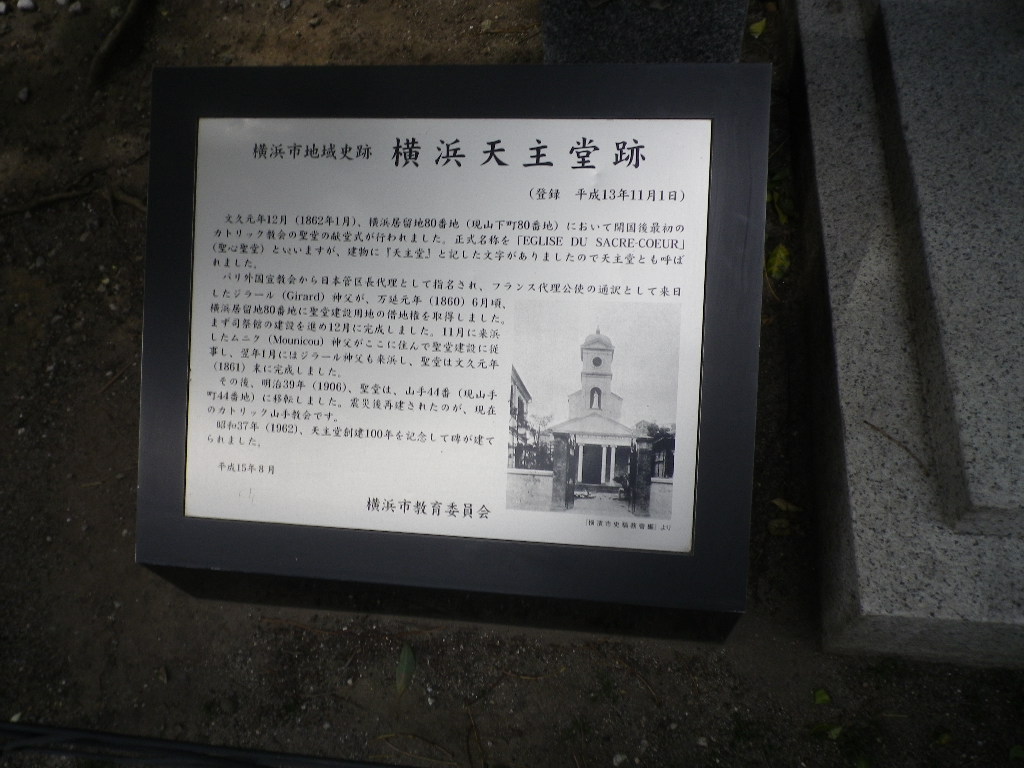 横浜市地域史跡 横浜天主堂跡
(登録 平成13年11月1日)
文久元年12月(1862年1月)、横浜居留地80番地(現山下町80番地)において開国後最初の
カトリック教会の聖堂の献堂式が行われました。正式名称を「EGLISE DU SACRE-COEUR」
(聖心聖堂)といいますが、建物に『天主堂』と記した文字がありましたので天主堂とも呼ば
れました。
パリ外国宣教会から日本管区長代理として指名され、フランス代理公使の通訳として来日
したジラール(Girard)神父が、万延元年(1860)6月頃、
横浜居留地80番地に聖堂建設用地の借地権を取得しました。
まず司祭館の建設を進め12月に完成しました。11月に来浜
したムニク(Mounicou)神父がここに住んで聖堂建設に従
事し、翌年1月にはジラール神父も来浜し、聖堂は文久元年
(1861)末に完成しました。
その後、明治39年(1906)、聖堂は、山手44番(現山手
町44番地)に移転しました。震災後再建されたのが、現在
のカトリック山手教会です。
昭和37年(1962)、天主堂創建100年を記念して碑が建て
られました。
平成15年8月
横浜市教育委員会
『横濱市史稿教會編』より